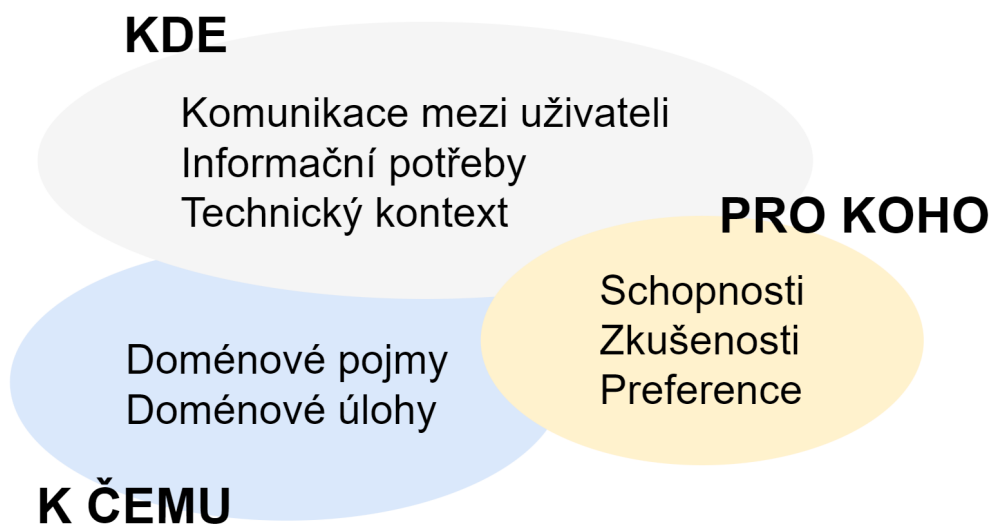 KDE
Komunikace mezi uživateli
Informační potřeby
Technický kontext
PRO KOHO
Schopnosti
Zkušenosti
Preference
Doménové pojmy
Doménové úlohy
K ČEMU